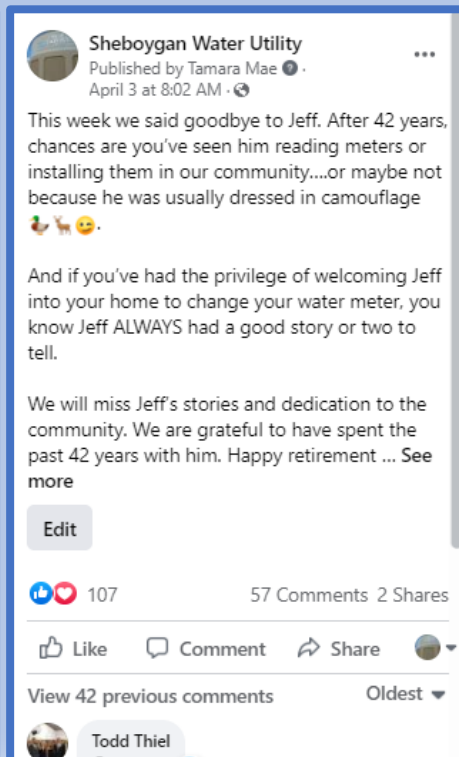 Sheboygan Water Utility
Published by Tamara Mae ·
April 3 at 8:02 AM ·
This week we said goodbye to Jeff. After 42 years,
chances are you've seen him reading meters or
installing them in our community....or maybe not
because he was usually dressed in camouflage
🦆🦌😉.
And if you've had the privilege of welcoming Jeff
into your home to change your water meter, you
know Jeff ALWAYS had a good story or two to
tell.
We will miss Jeff's stories and dedication to the
community. We are grateful to have spent the
past 42 years with him. Happy retirement ... See
more
Edit
107 57 Comments 2 Shares
Like Comment Share
View 42 previous comments Oldest
Todd Thiel